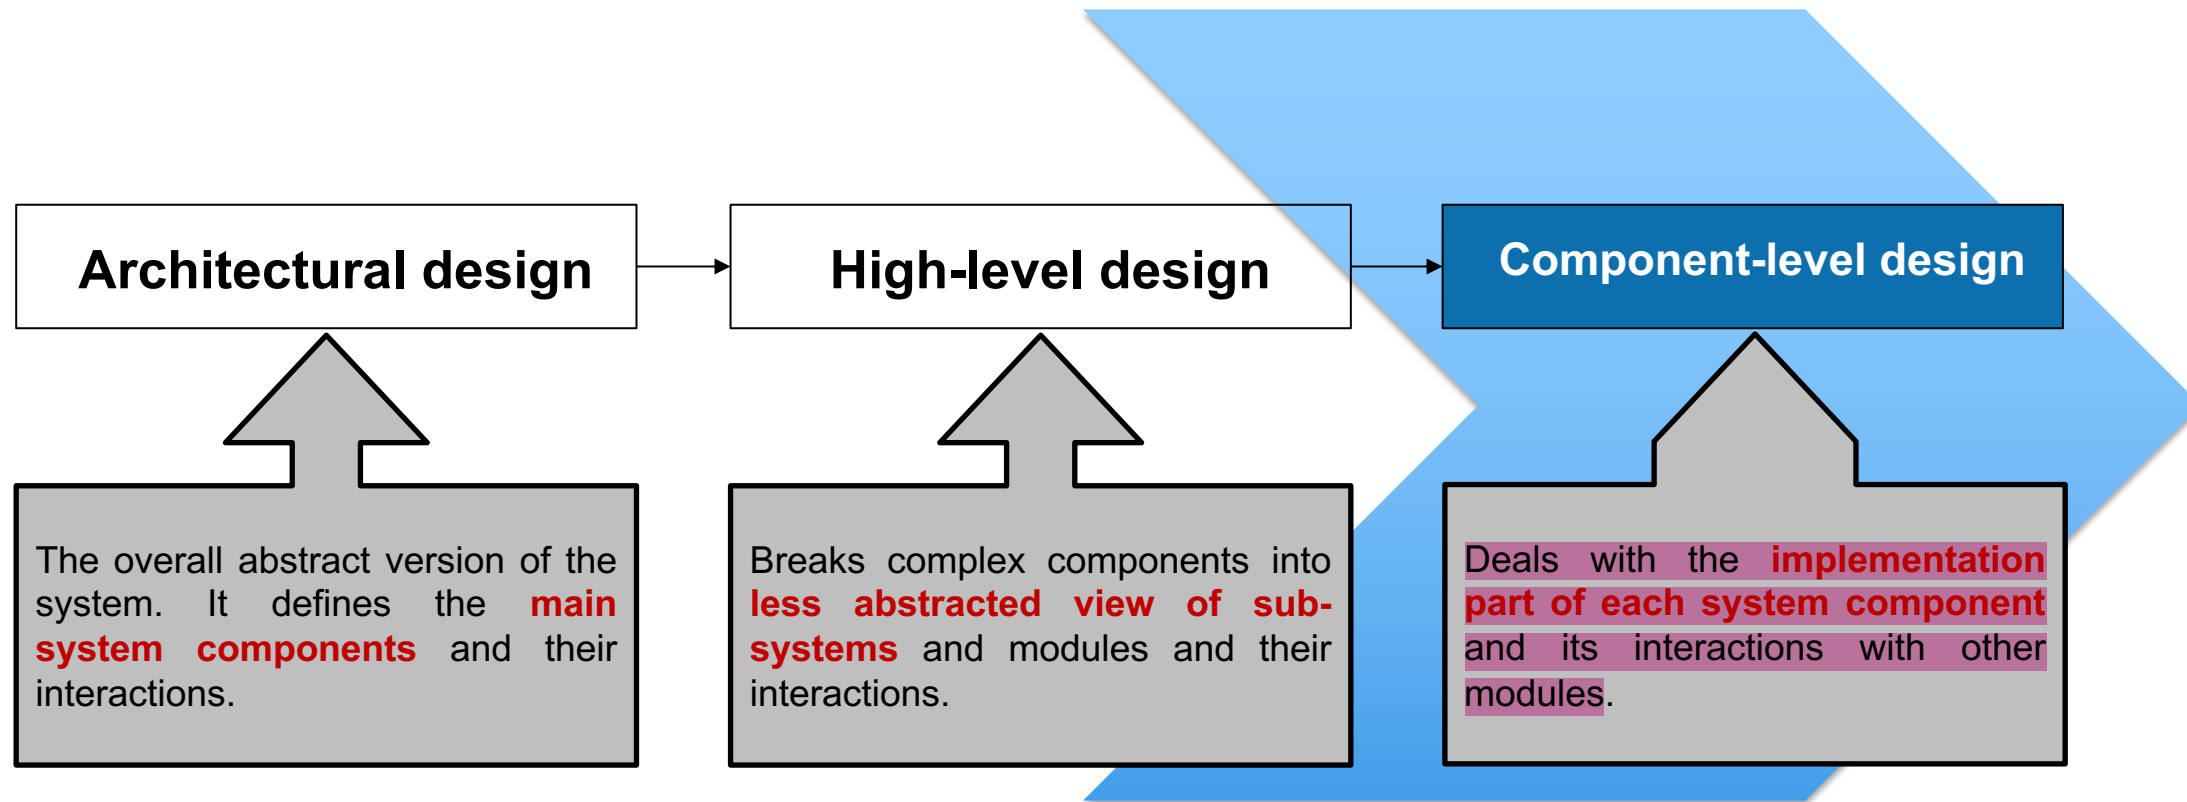 Architectural design
High-level design
Component-level design
The overall abstract version of the
system. It defines the main
system components and their
interactions.
Breaks complex components into
less abstracted view of sub-
systems and modules and their
interactions.
Deals with the implementation
part of each system component
and its interactions with other
modules.